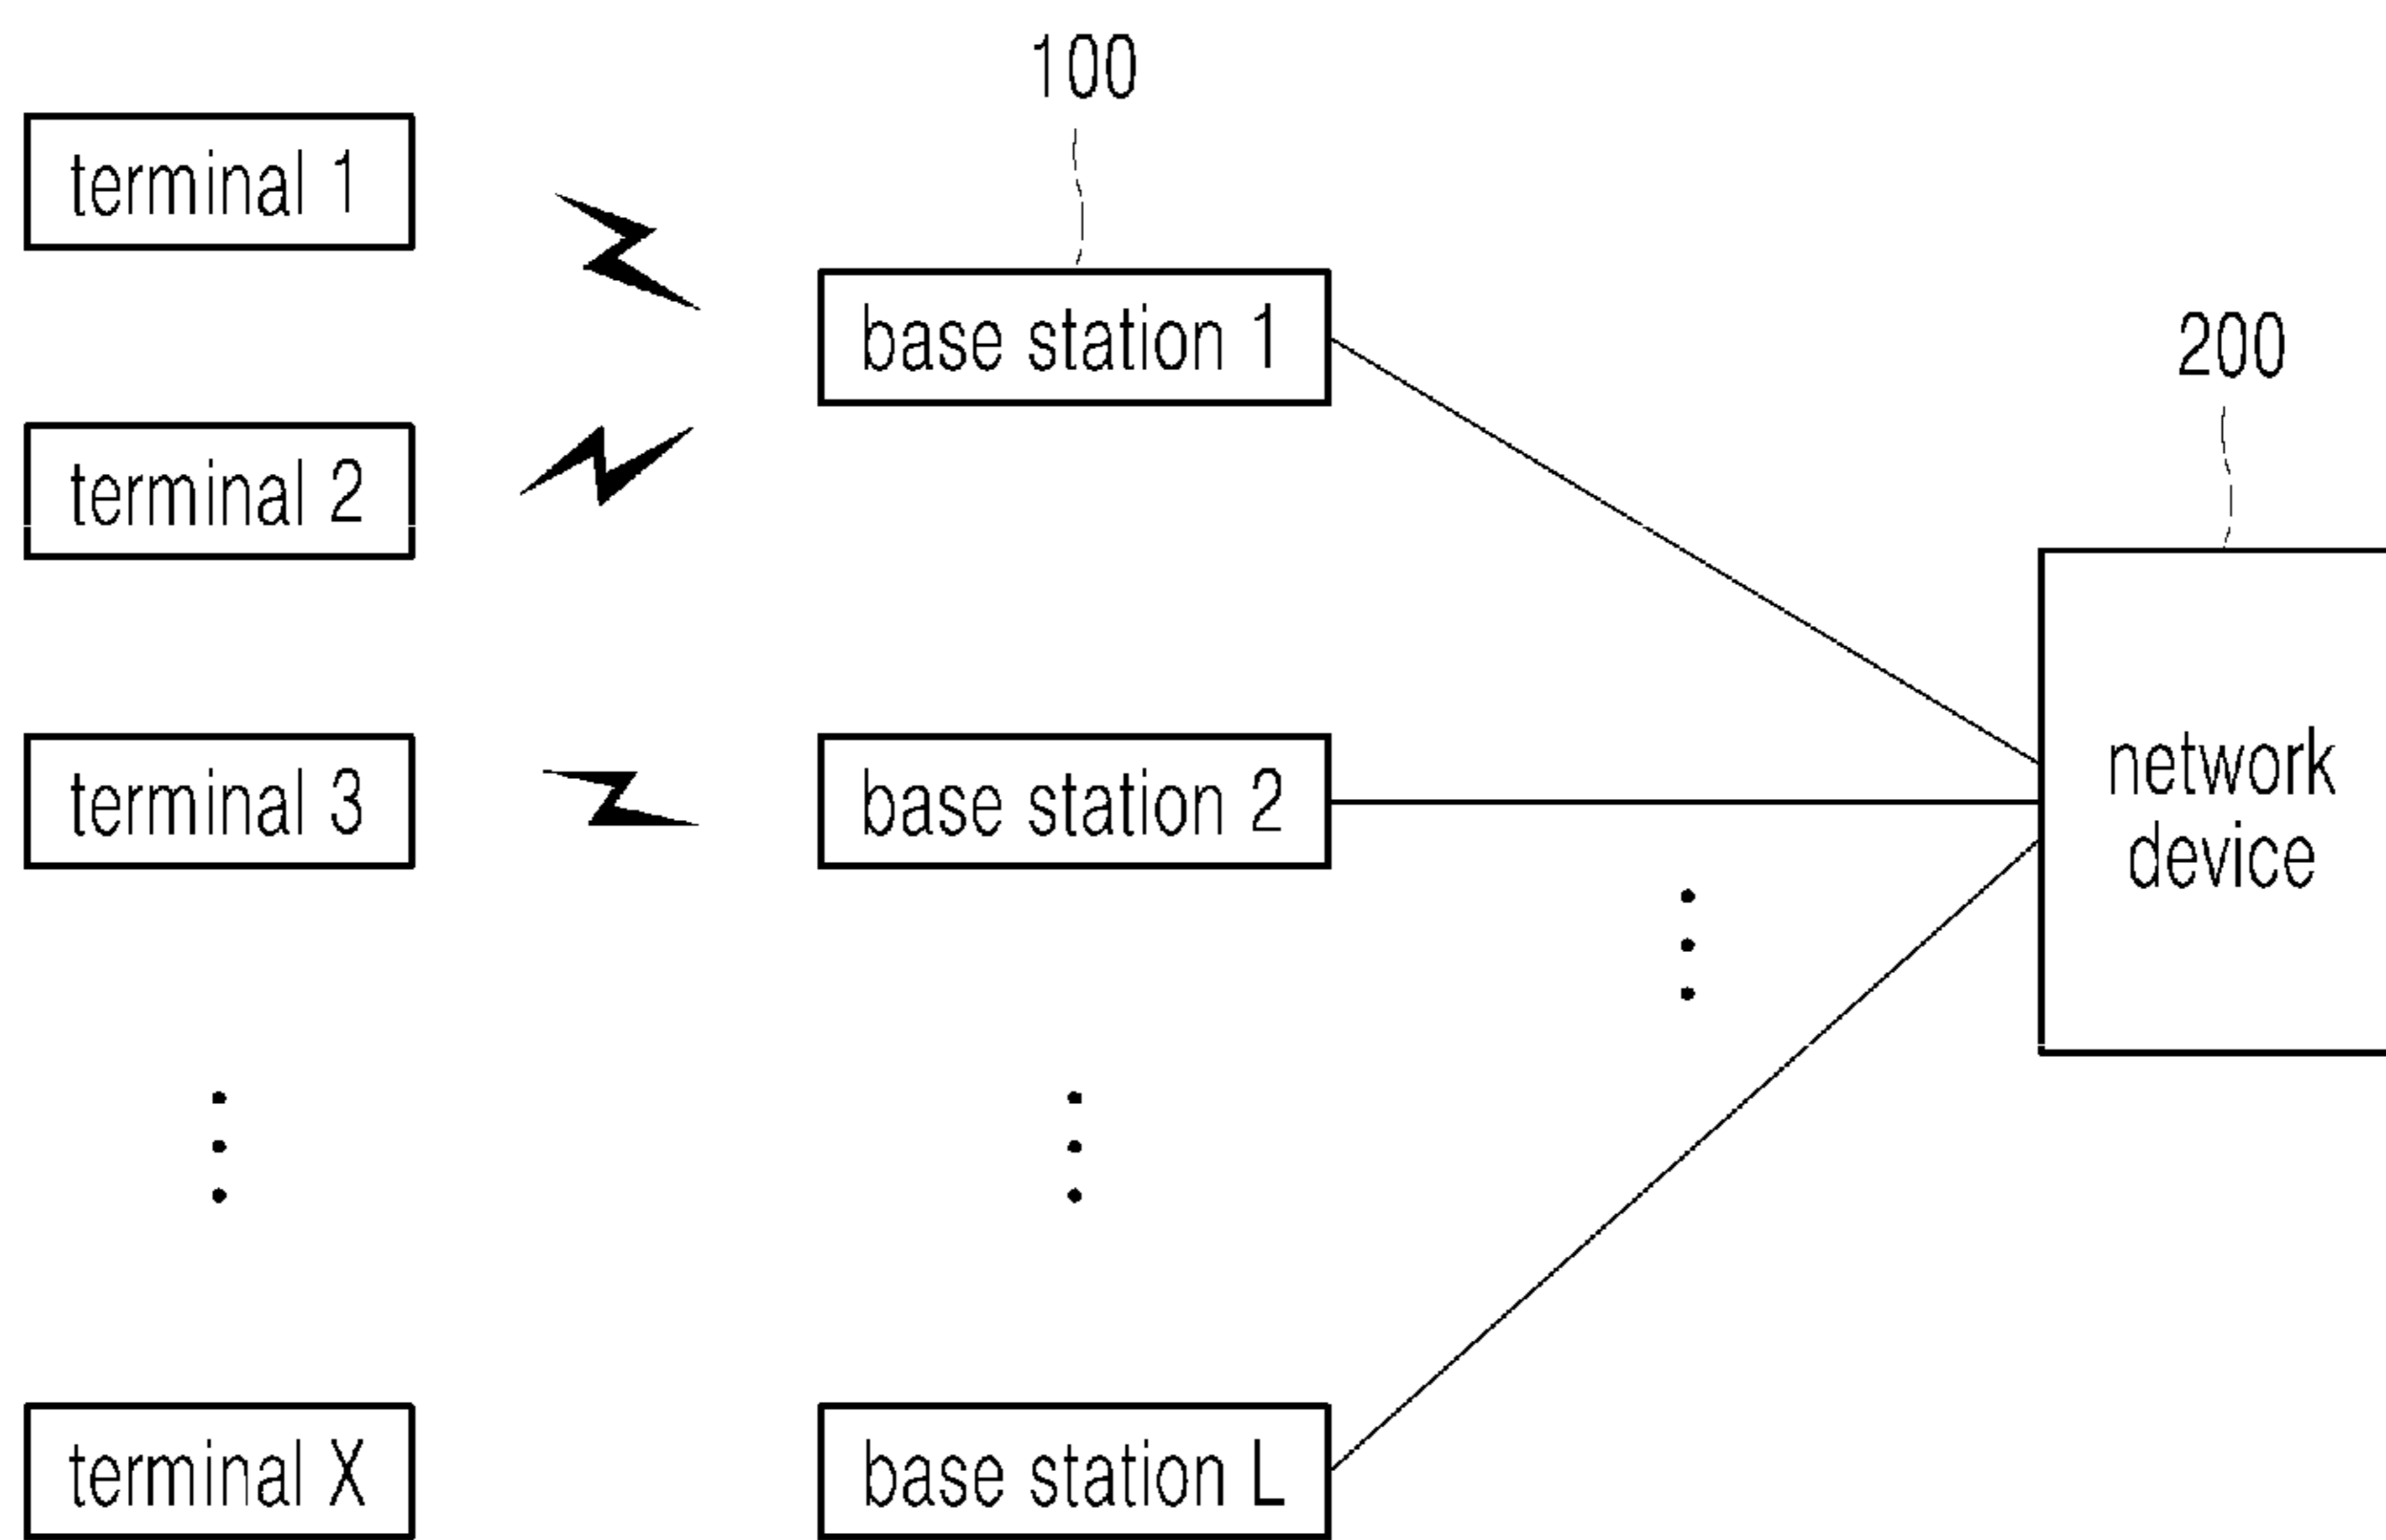 100
terminal 1
base station 1
200
terminal 2
terminal 3
base station 2
network
device
terminal X
base station L